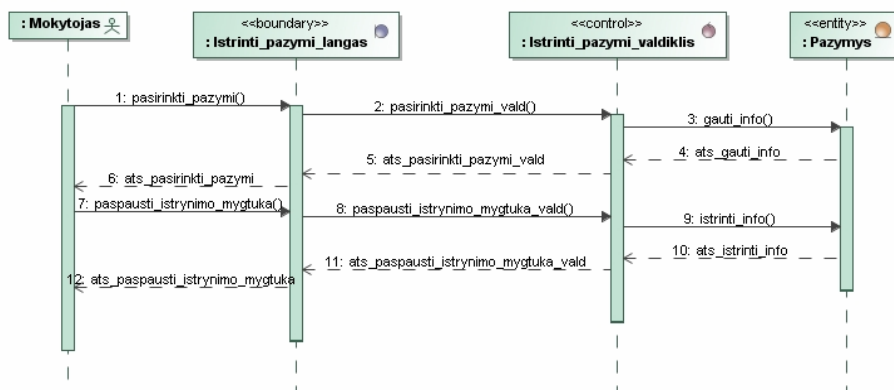 : Mokytojas
<<boundary>>
: Istrinti_pazymi_langas
<<control>>
: Istrinti_pazymi_valdiklis
<<entity>>
: Pazymys
1: pasirinkti_pazymi()
2: pasirinkti_pazymi_vald()
3: gauti_info()
4: ats_gauti_info
5: ats_pasirinkti_pazymi_vald
6: ats_pasirinkti_pazymi
7: paspausti_istrynimo_mygtuka()
8: paspausti_istrynimo_mygtuka_vald()
9: istrinti_info()
10: ats_istrinti_info
11: ats_paspausti_istrynimo_mygtuka_vald
12: ats_paspausti_istrynimo_mygtuka